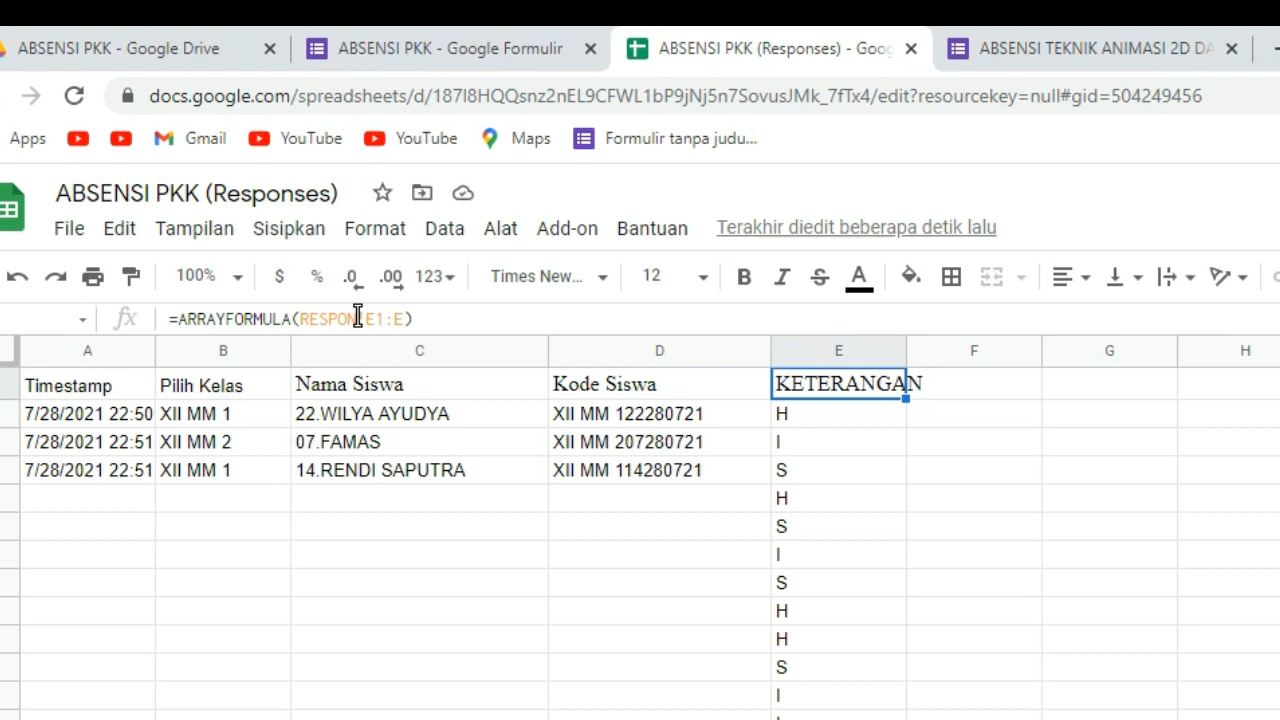 ABSENSI PKK - Google Drive
ABSENSI PKK - Google Formulir
ABSENSI PKK (Responses) - Goog
ABSENSI TEKNIK ANIMASI 2D DA
docs.google.com/spreadsheets/d/187I8HQQsnz2nEL9CFWL1bP9jNj5n7SovusJMk_7fTx4/edit?resourcekey=null#gid=504249456
Apps Gmail YouTube YouTube Maps Formulir tanpa judu...
ABSENSI PKK (Responses)
File Edit Tampilan Sisipkan Format Data Alat Add-on Bantuan Terakhir diedit beberapa detik lalu
100% $ % .0 .00 123 Times New... 12 B I S A
fx =ARRAYFORMULA(RESPON!E1:E)
A B C D E F G H
Timestamp Pilih Kelas Nama Siswa Kode Siswa KETERANGAN
7/28/2021 22:50 XII MM 1 22.WILYA AYUDYA XII MM 122280721 H
7/28/2021 22:51 XII MM 2 07.FAMAS XII MM 207280721 I
7/28/2021 22:51 XII MM 1 14.RENDI SAPUTRA XII MM 114280721 S
H
S
I
S
H
H
S
I